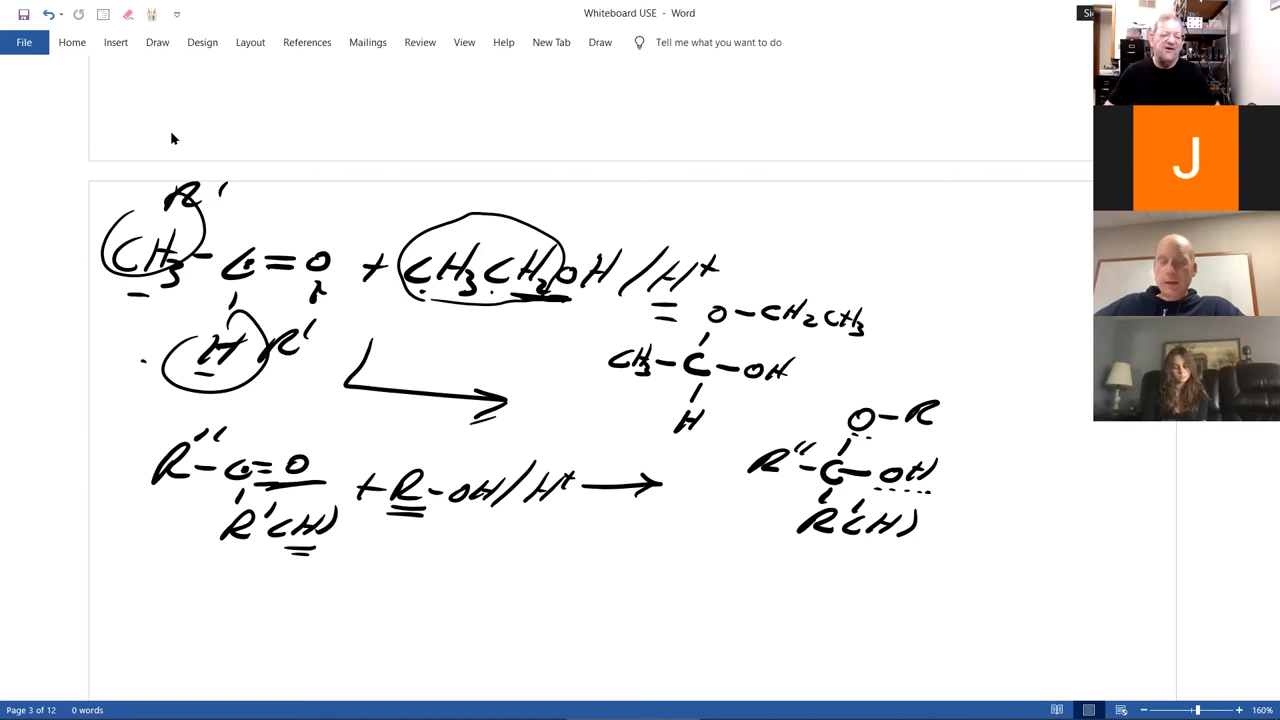 Whiteboard USE - Word
File Home Insert Draw Design Layout References Mailings Review View Help New Tab Draw Tell me what you want to do
J
R'
CH3-C=O + CH3CH2OH/H+
H R'
O-CH2CH3
CH3-C-OH
H
O-R
R''-C=O + R-OH/H+ →
R'(H)
R''-C-OH
R'(H)
Page 3 of 12 0 words
160%